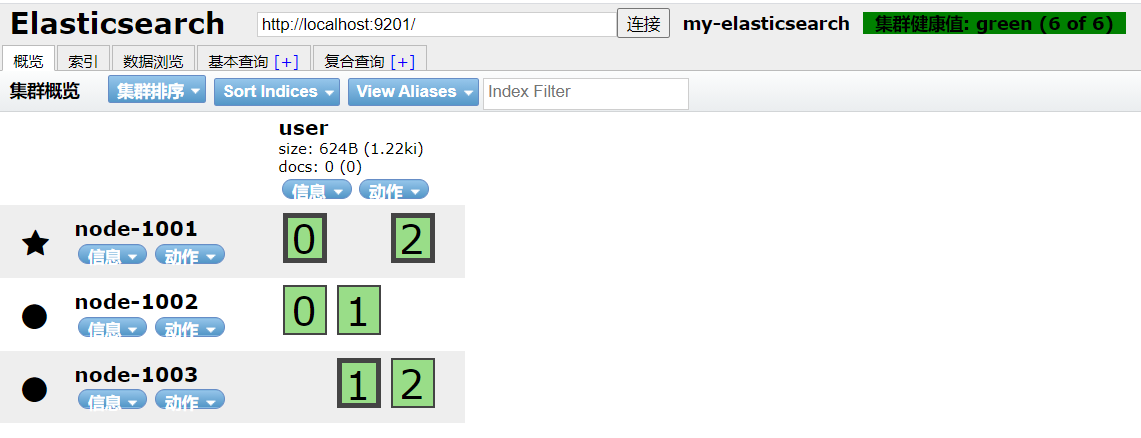 Elasticsearch http://localhost:9201/ 连接 my-elasticsearch 集群健康值: green (6 of 6)
概览 索引 数据浏览 基本查询 [+] 复合查询 [+]
集群概览 集群排序 Sort Indices View Aliases Index Filter
user
size: 624B (1.22ki)
docs: 0 (0)
信息 动作
node-1001 0 2
信息 动作
node-1002 0 1
信息 动作
node-1003 1 2
信息 动作